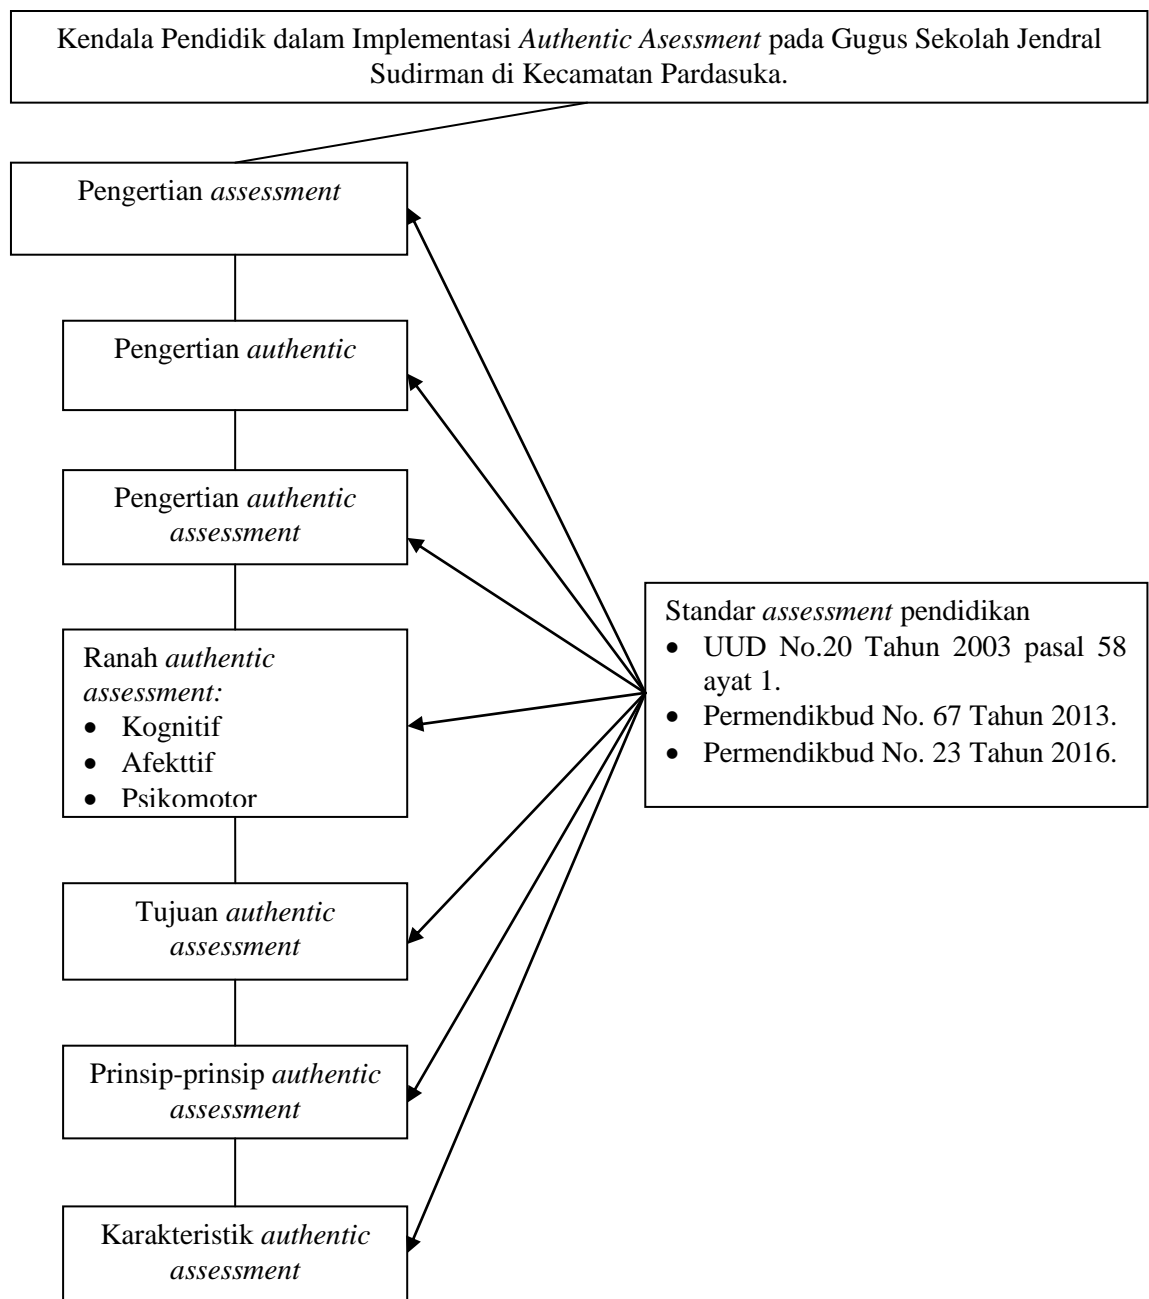 Kendala Pendidik dalam Implementasi Authentic Asessment pada Gugus Sekolah Jendral
Sudirman di Kecamatan Pardasuka.
Pengertian assessment
Pengertian authentic
Pengertian authentic
assessment
Ranah authentic
assessment:
• Kognitif
• Afekttif
• Psikomotor
Tujuan authentic
assessment
Prinsip-prinsip authentic
assessment
Karakteristik authentic
assessment
Standar assessment pendidikan
• UUD No.20 Tahun 2003 pasal 58
ayat 1.
• Permendikbud No. 67 Tahun 2013.
• Permendikbud No. 23 Tahun 2016.